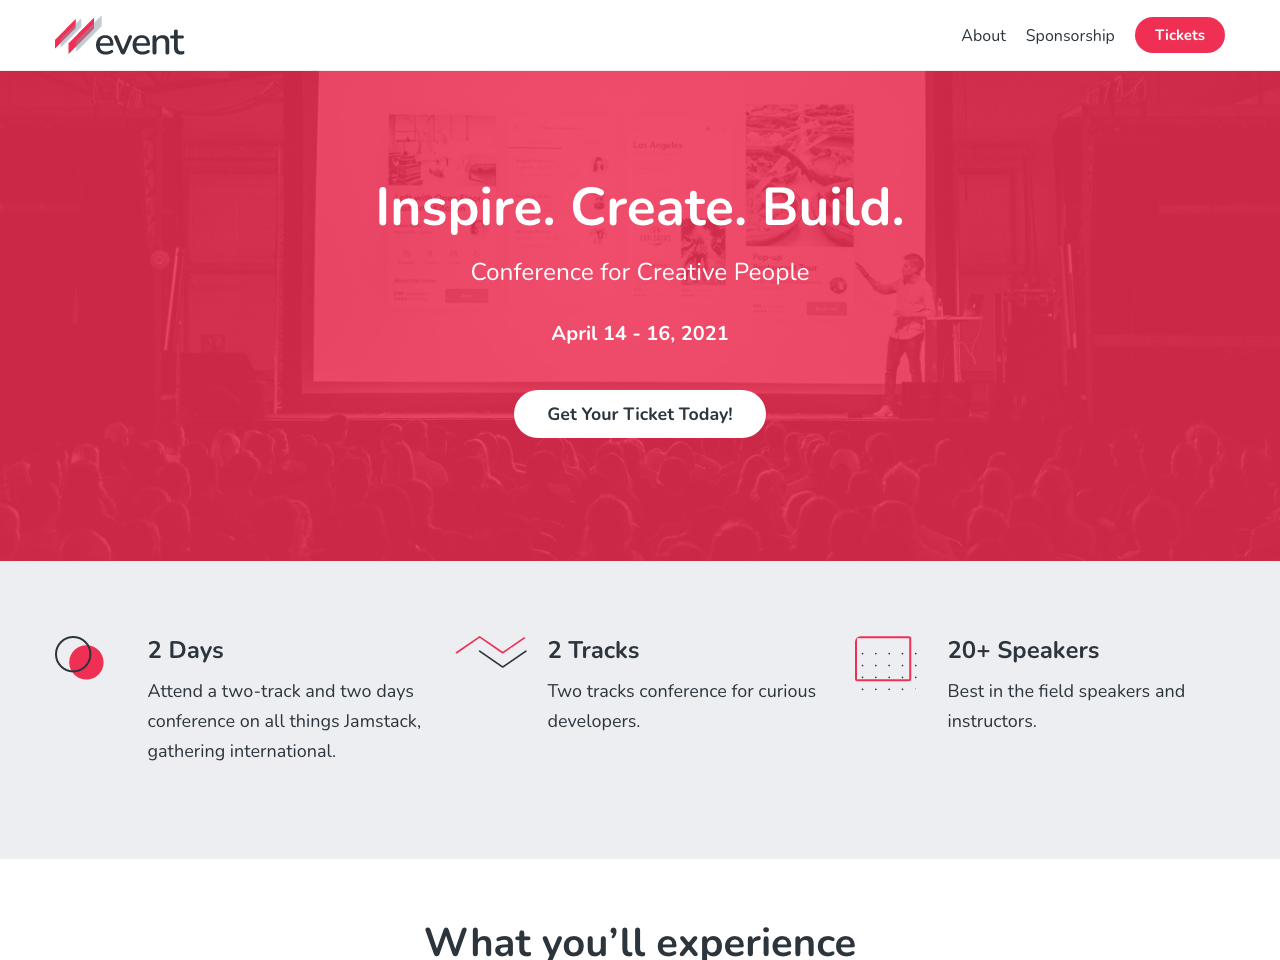 event
About
Sponsorship
Tickets
Los Angeles
Inspire. Create. Build.
Conference for Creative People
April 14 - 16, 2021
Get Your Ticket Today!
2 Days
Attend a two-track and two days
conference on all things Jamstack,
gathering international.
2 Tracks
Two tracks conference for curious
developers.
20+ Speakers
Best in the field speakers and
instructors.
What you’ll experience